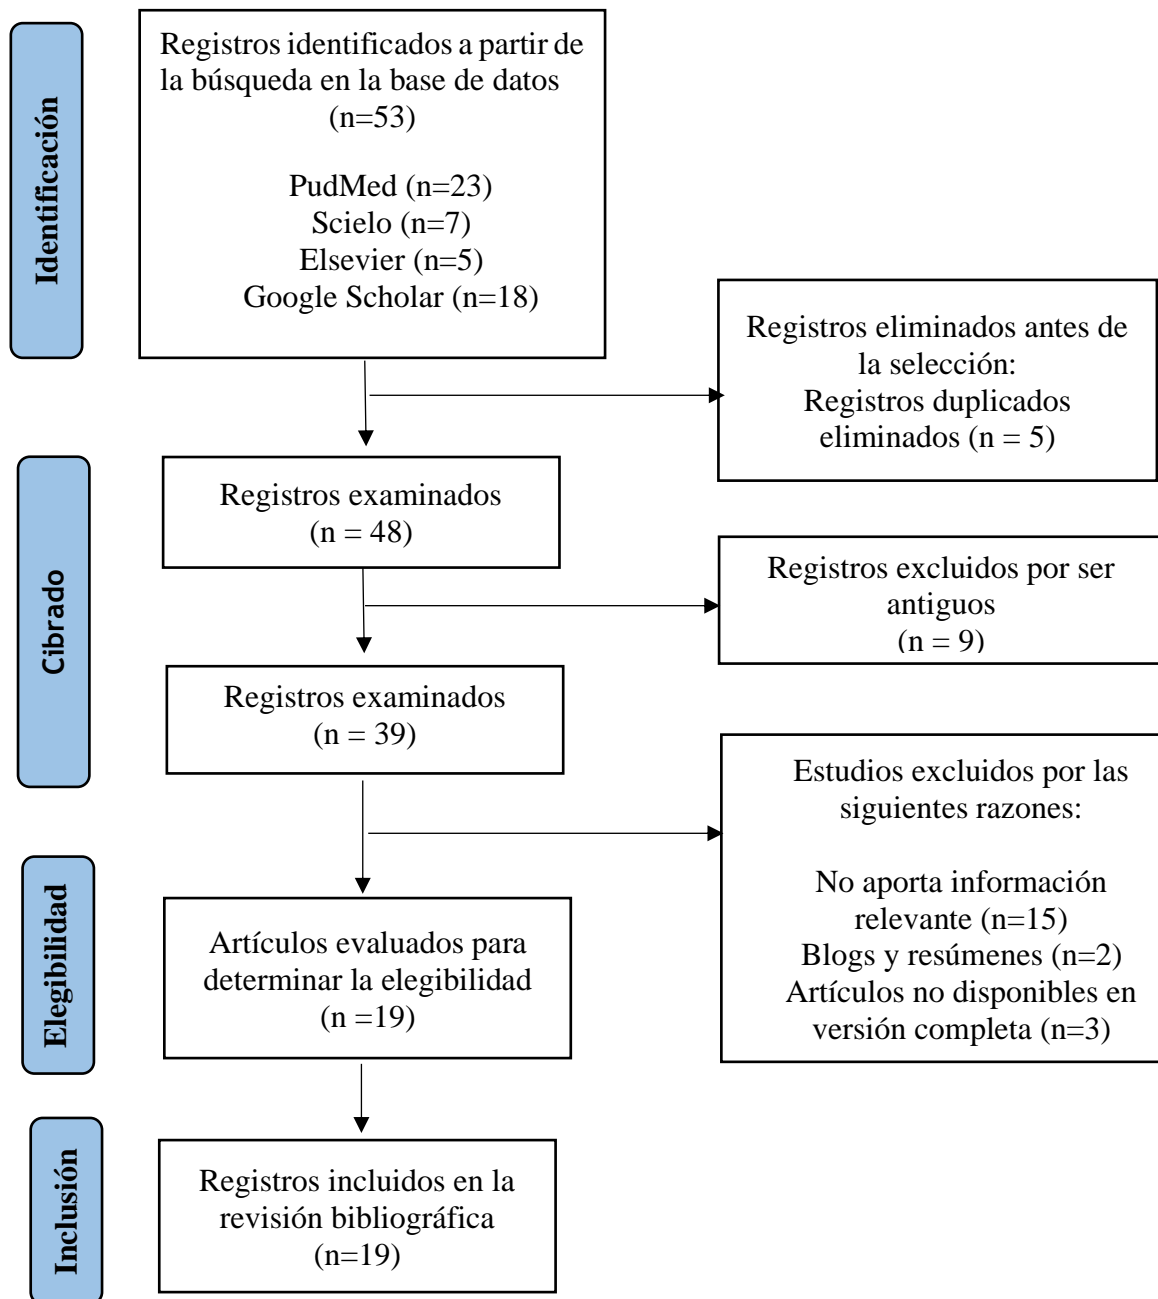 Identificación
Registros identificados a partir de
la búsqueda en la base de datos
(n=53)
PudMed (n=23)
Scielo (n=7)
Elsevier (n=5)
Google Scholar (n=18)
Registros eliminados antes de
la selección:
Registros duplicados
eliminados (n = 5)
Cibrado
Registros examinados
(n = 48)
Registros excluidos por ser
antiguos
(n = 9)
Registros examinados
(n = 39)
Estudios excluidos por las
siguientes razones:
No aporta información
relevante (n=15)
Blogs y resúmenes (n=2)
Artículos no disponibles en
versión completa (n=3)
Elegibilidad
Artículos evaluados para
determinar la elegibilidad
(n =19)
Inclusión
Registros incluidos en la
revisión bibliográfica
(n=19)